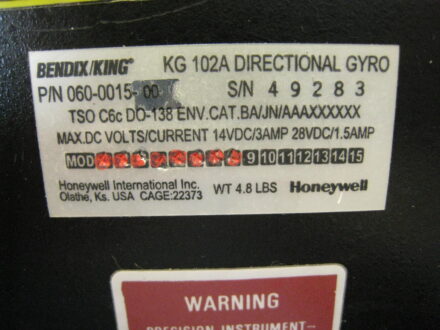 BENDIX/KING® KG 102A DIRECTIONAL GYRO
P/N 060-0015-00 S/N 49283
TSO C6c DO-138 ENV.CAT.BA/JN/AAAXXXXXX
MAX.DC VOLTS/CURRENT 14VDC/3AMP 28VDC/1.5AMP
MOD 9 10 11 12 13 14 15
Honeywell International Inc.
Olathe, Ks. USA CAGE:22373
WT 4.8 LBS Honeywell
WARNING
PRECISION INSTRUMENT-